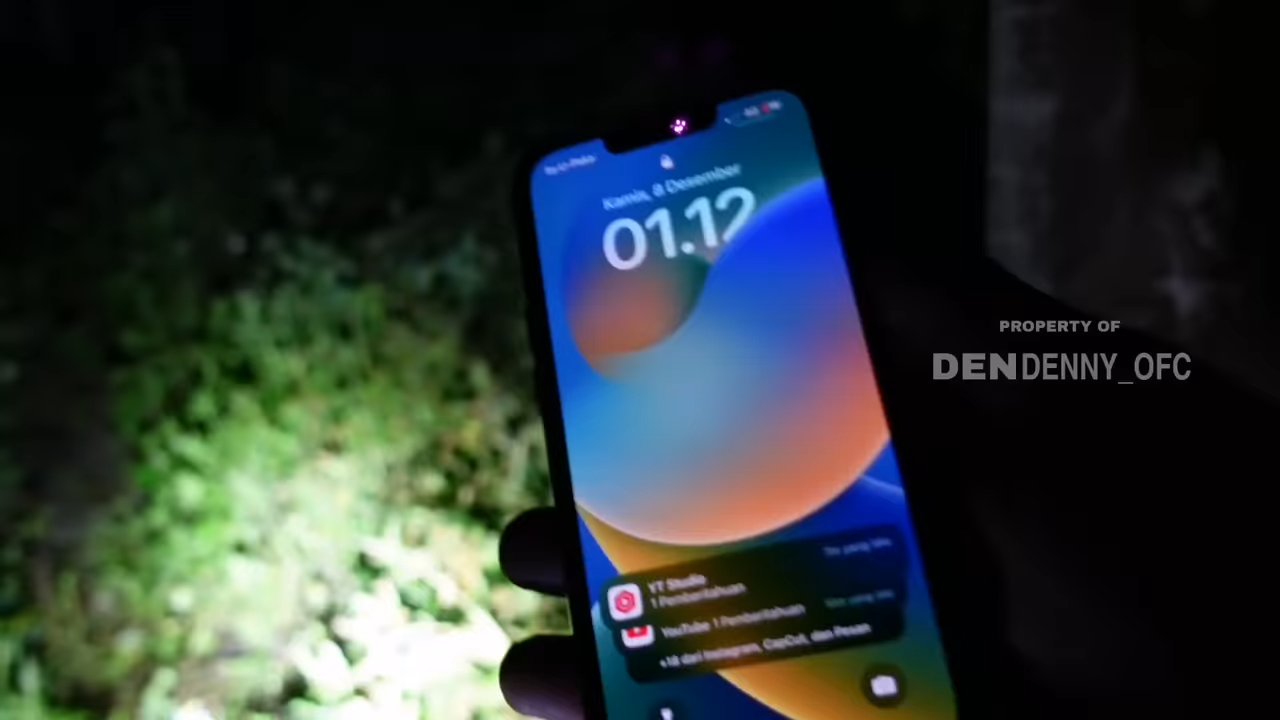 Kamis, 8 Desember
01.12
PROPERTY OF
DENDENNY_OFC
YT Studio
1 Pemberitahuan
YouTube 1 Pemberitahuan
+18 dari Instagram, CapCut, dan Pesan